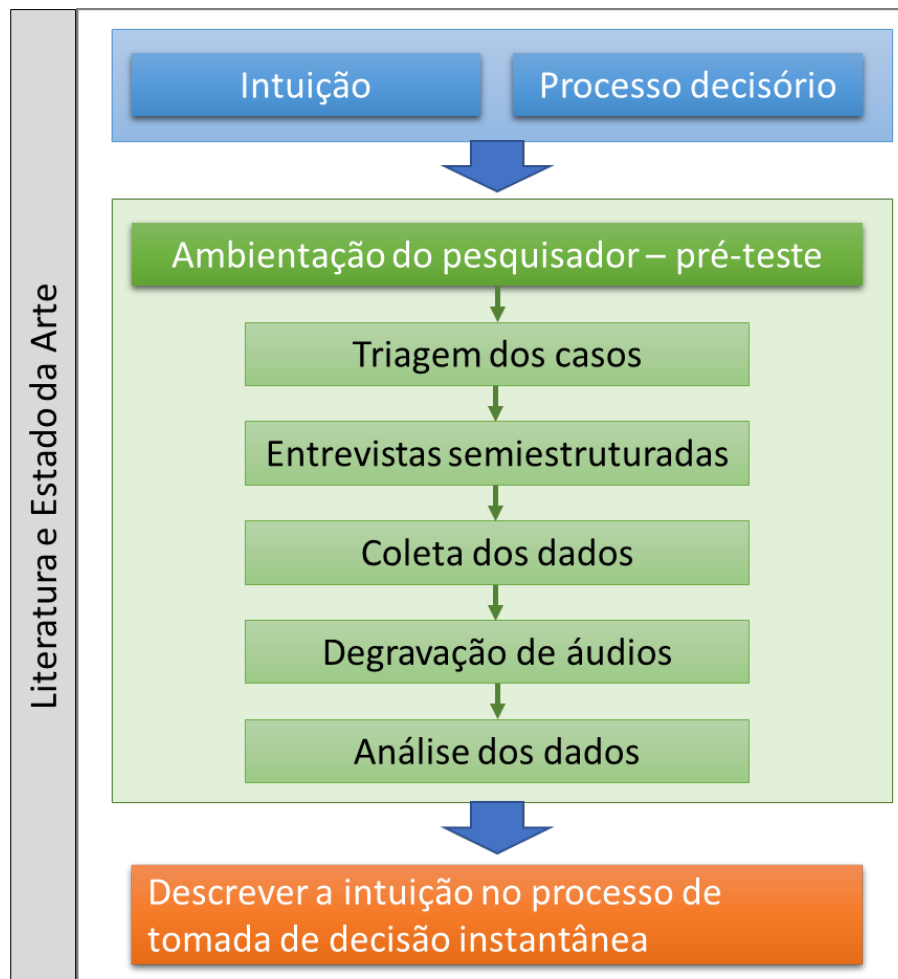 Literatura e Estado da Arte
Intuição
Processo decisório
Ambientação do pesquisador – pré-teste
Triagem dos casos
Entrevistas semiestruturadas
Coleta dos dados
Degravação de áudios
Análise dos dados
Descrever a intuição no processo de
tomada de decisão instantânea